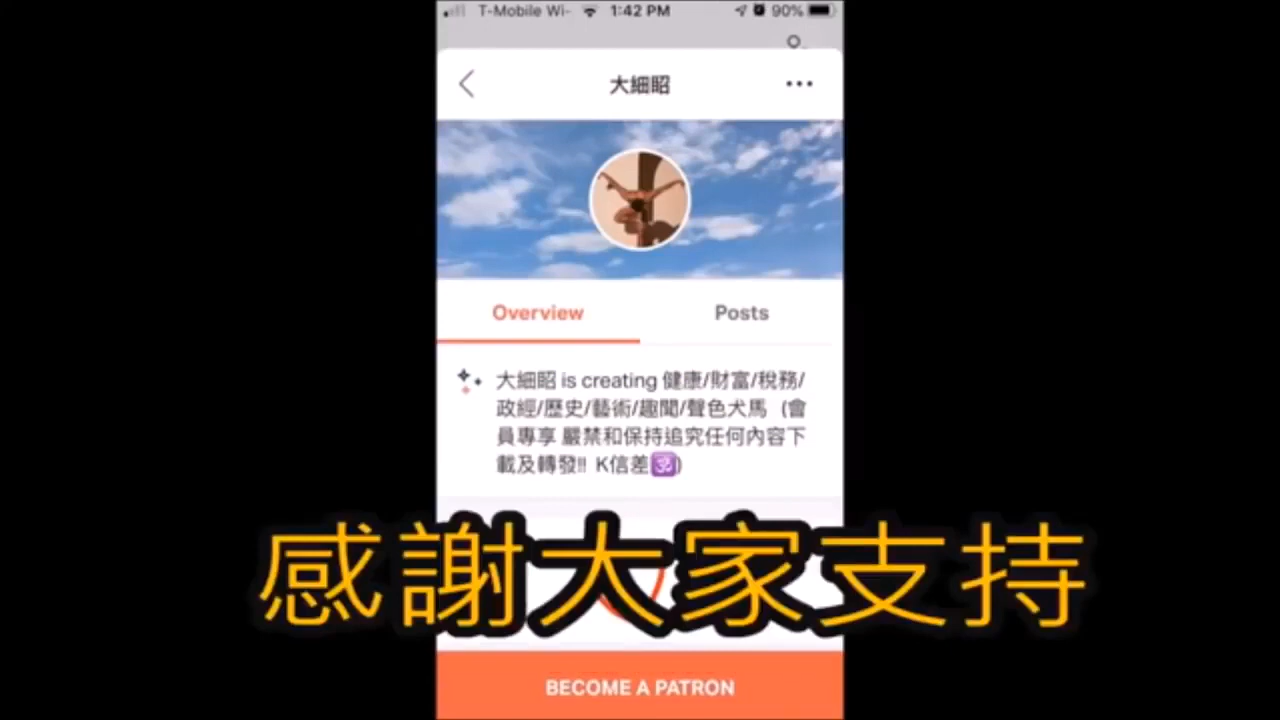 T-Mobile Wi-
1:42 PM
90%
大細昭
Overview
Posts
大細昭 is creating 健康/財富/稅務/
政經/歷史/藝術/趣聞/聲色犬馬 (會
員專享 嚴禁和保持追究任何內容下
載及轉發!! K信差🕉)
感謝大家支持
BECOME A PATRON